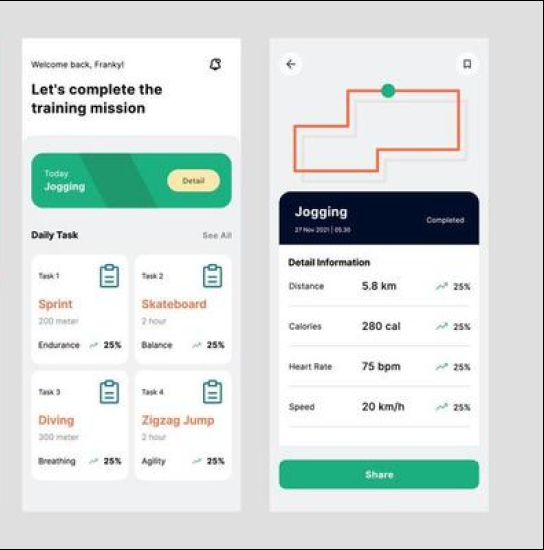 Welcome back, Franky!
Let's complete the
training mission
Today
Jogging
Detail
Daily Task
See All
Task 1
Sprint
200 meter
Endurance
25%
Task 2
Skateboard
2 hour
Balance
25%
Task 3
Diving
300 meter
Breathing
25%
Task 4
Zigzag Jump
2 hour
Agility
25%
Jogging
27 Nov 2021 | 05.30
Completed
Detail Information
Distance 5.8 km 25%
Calories 280 cal 25%
Heart Rate 75 bpm 25%
Speed 20 km/h 25%
Share